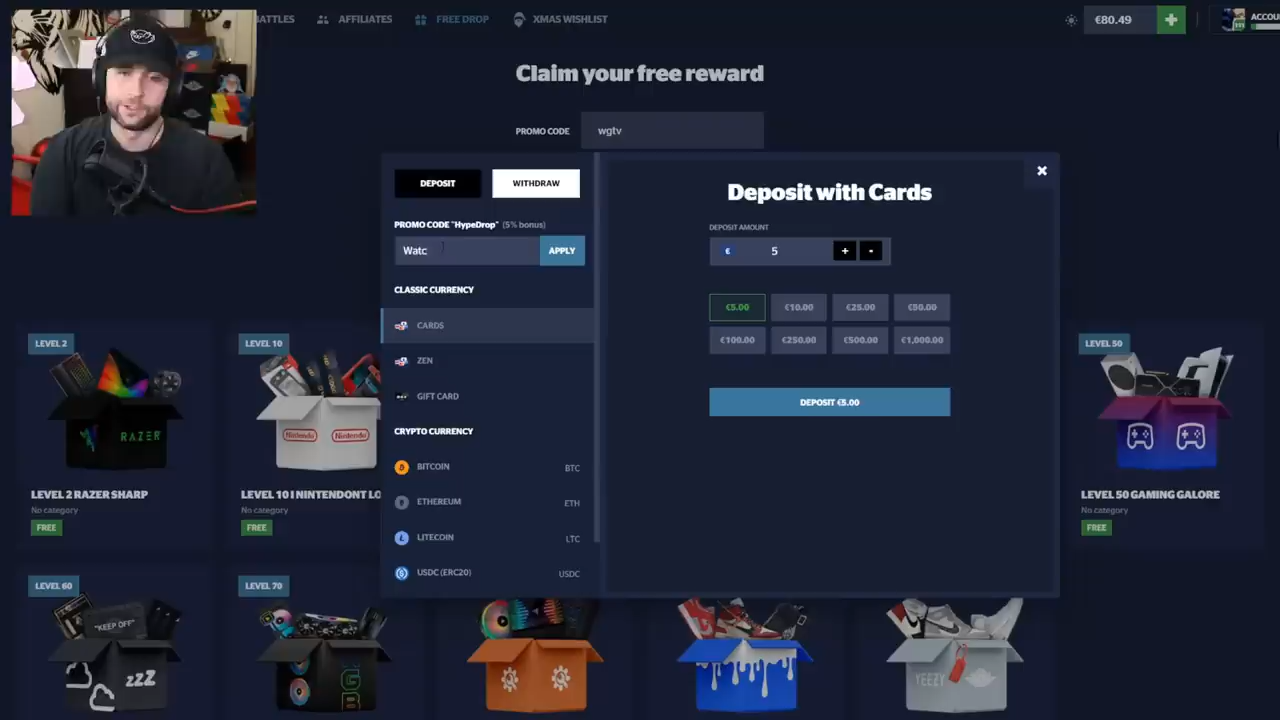 BATTLES
AFFILIATES
FREE DROP
XMAS WISHLIST
€80.49
+
ACCOU
Claim your free reward
PROMO CODE
wgtv
DEPOSIT
WITHDRAW
PROMO CODE "HypeDrop" (5% bonus)
Watc
APPLY
CLASSIC CURRENCY
CARDS
ZEN
GIFT CARD
CRYPTO CURRENCY
BITCOIN
BTC
ETHEREUM
ETH
LITECOIN
LTC
USDC (ERC20)
USDC
Deposit with Cards
DEPOSIT AMOUNT
€ 5 + -
€5.00 €10.00 €25.00 €50.00
€100.00 €250.00 €500.00 €1,000.00
DEPOSIT €5.00
LEVEL 2
RAZER
LEVEL 2 RAZER SHARP
No category
FREE
LEVEL 10
Nintendo Nintendo
LEVEL 10 I NINTENDONT LO
No category
FREE
LEVEL 50
LEVEL 50 GAMING GALORE
No category
FREE
LEVEL 60
"KEEP OFF"
zzZ
LEVEL 70
YEEZY